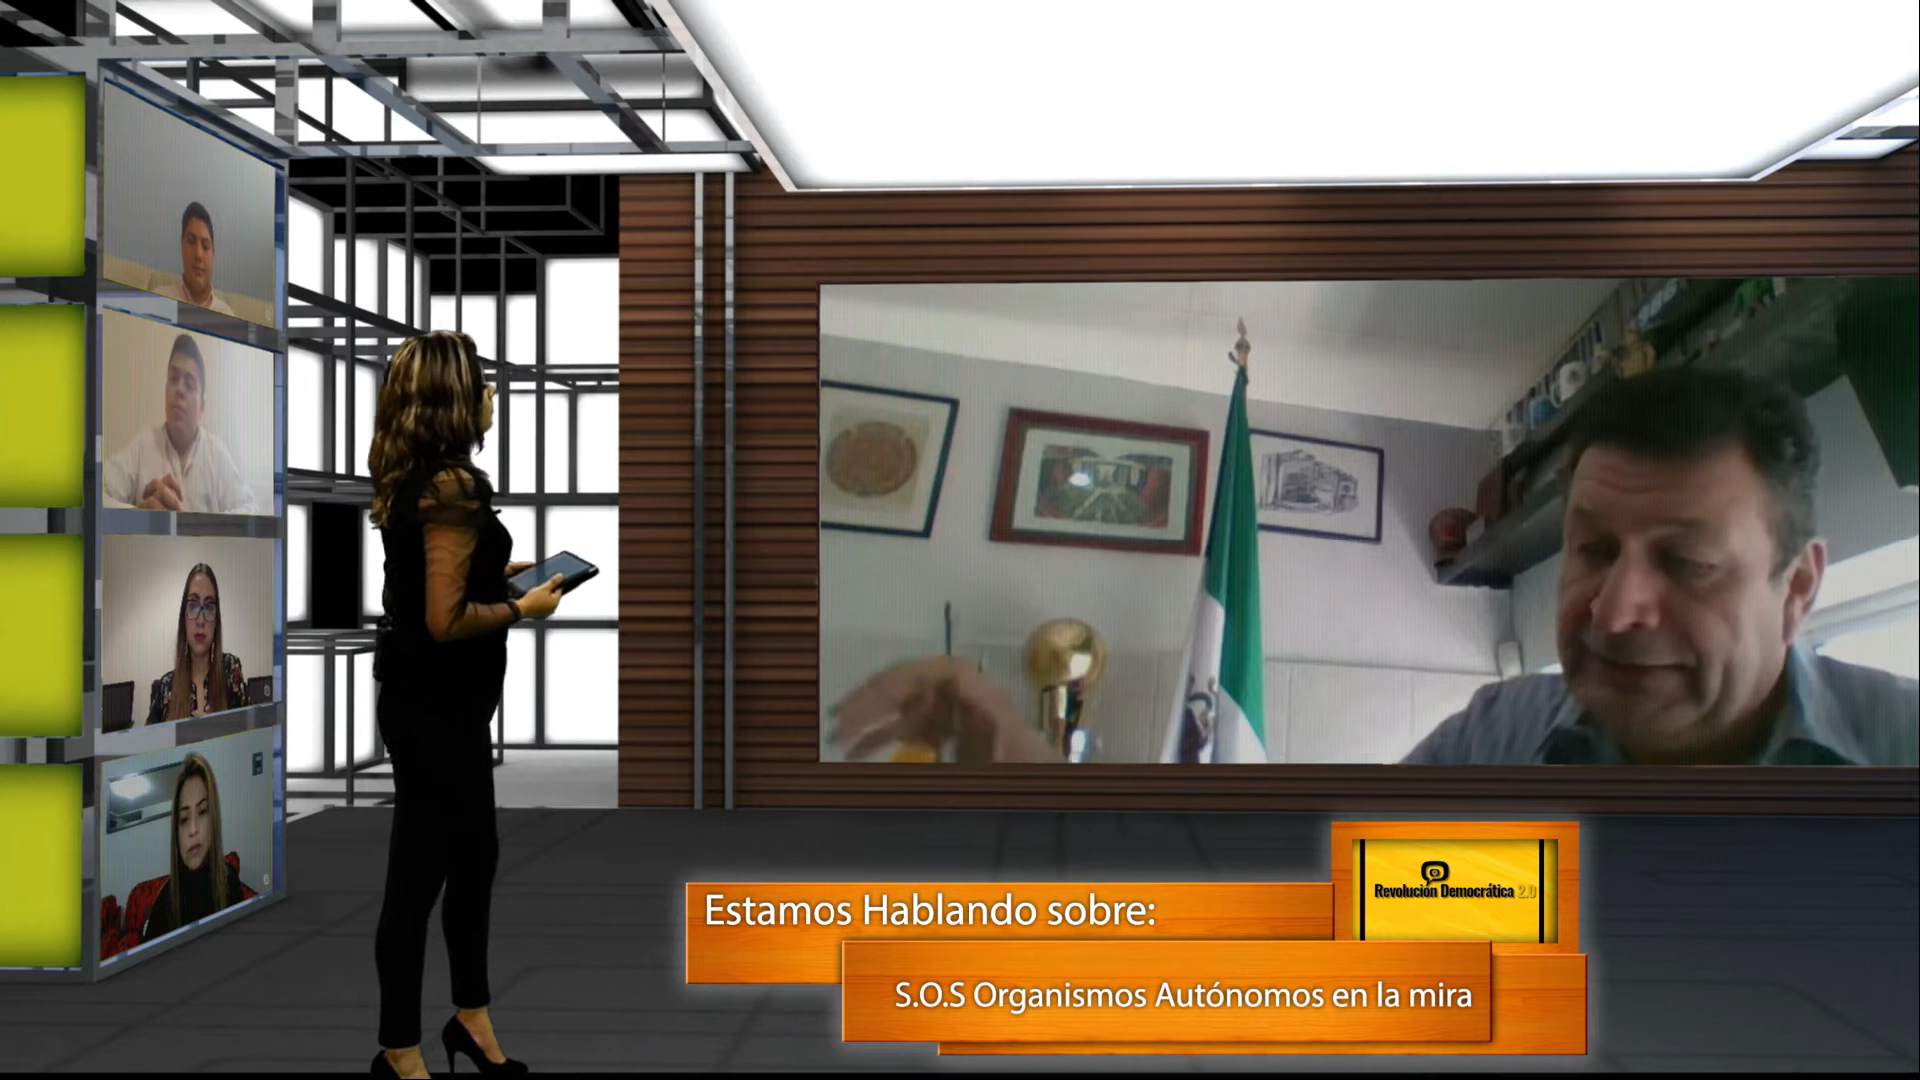 Estamos Hablando sobre:
Revolución Democrática 2.0
S.O.S Organismos Autónomos en la mira